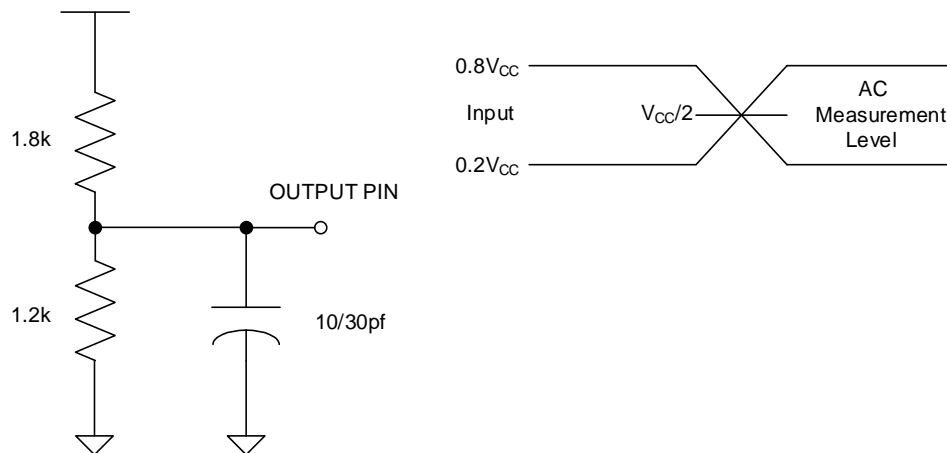 1.8k
OUTPUT PIN
1.2k
10/30pf
0.8VCC
Input
VCC/2
0.2VCC
AC
Measurement
Level